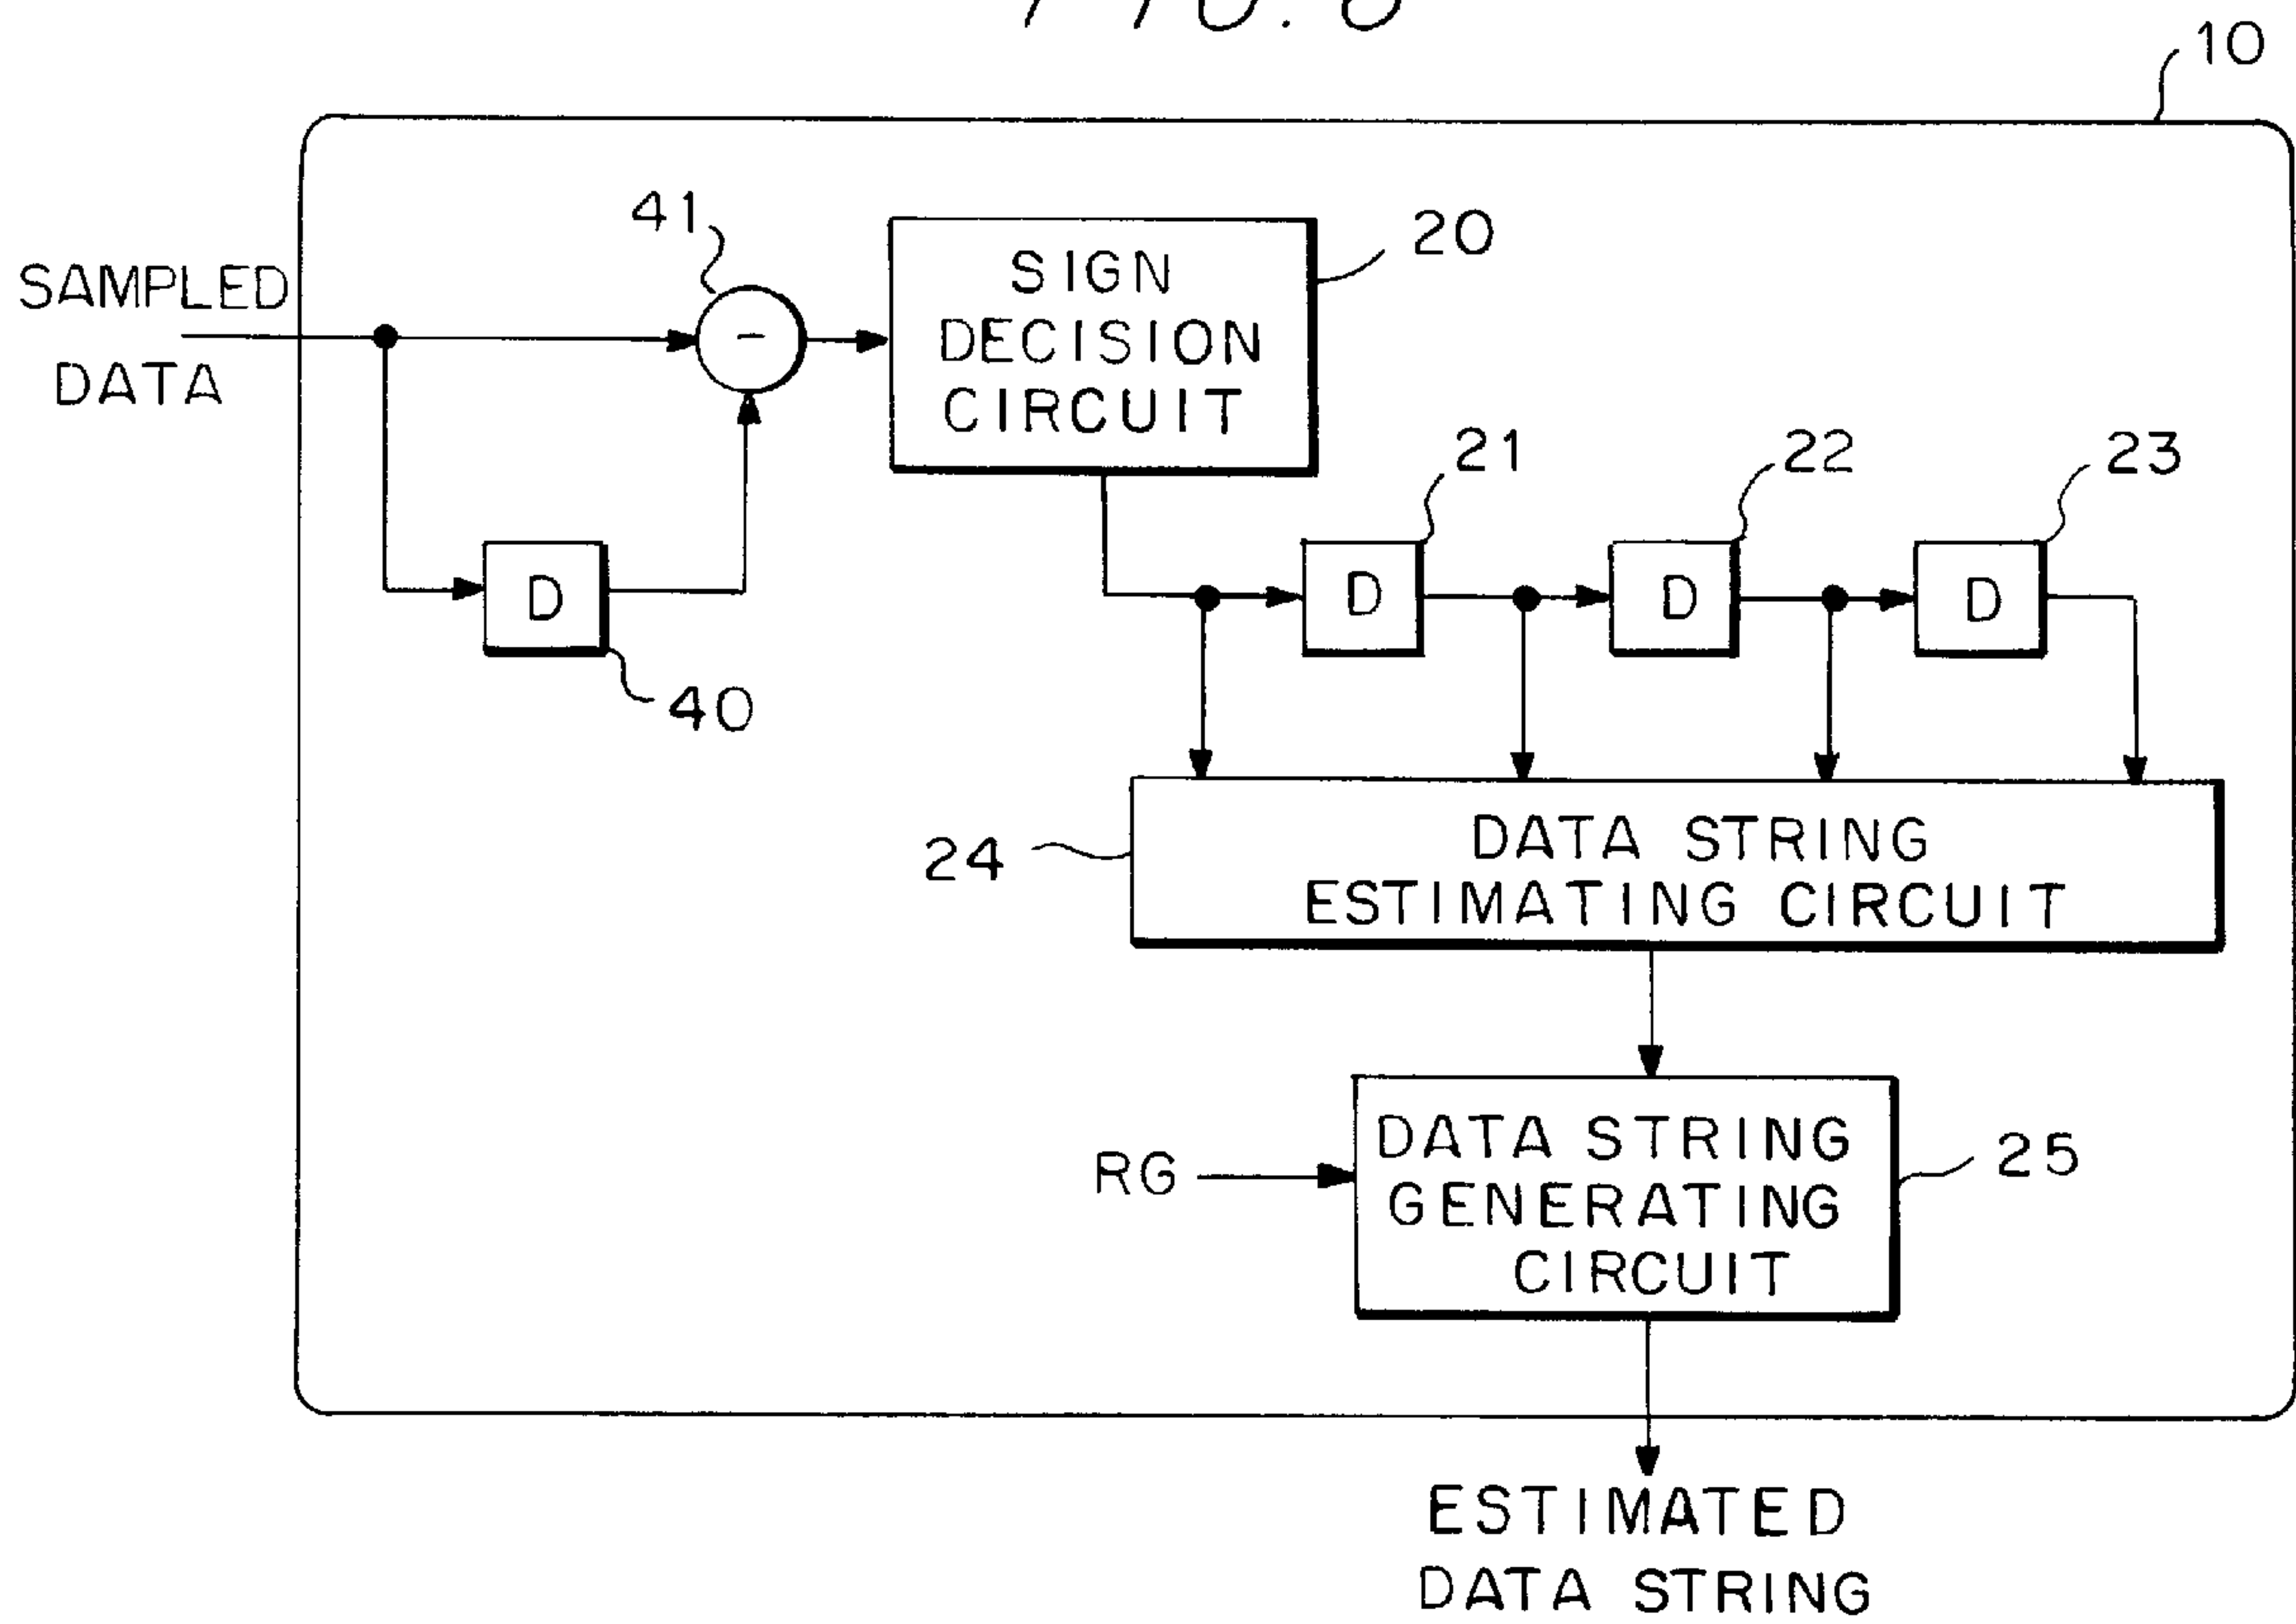 10
41
20
SAMPLED
DATA
SIGN
DECISION
CIRCUIT
−
21
22
23
D
D
D
D
40
24
DATA STRING
ESTIMATING CIRCUIT
RG
DATA STRING
GENERATING
CIRCUIT
25
ESTIMATED
DATA STRING